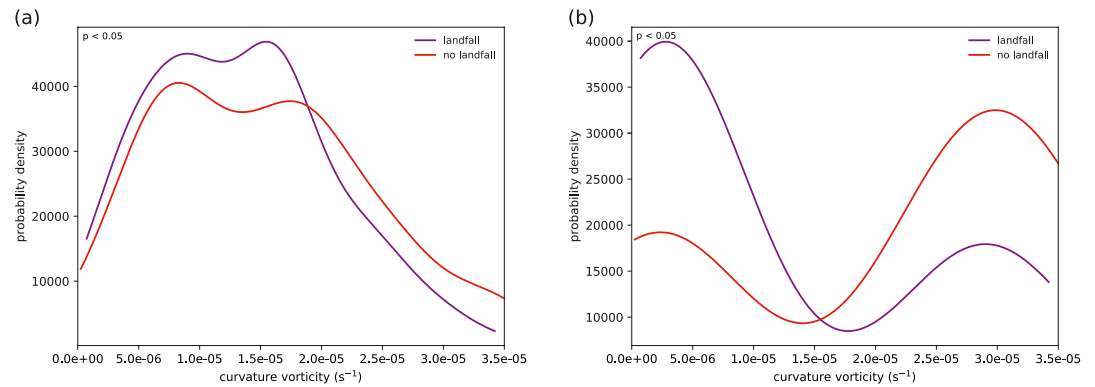 (a)
p < 0.05
landfall
no landfall
probability density
40000
30000
20000
10000
0.0e+00 5.0e-06 1.0e-05 1.5e-05 2.0e-05 2.5e-05 3.0e-05 3.5e-05
curvature vorticity (s⁻¹)
(b)
p < 0.05
landfall
no landfall
probability density
40000
35000
30000
25000
20000
15000
10000
0.0e+00 5.0e-06 1.0e-05 1.5e-05 2.0e-05 2.5e-05 3.0e-05 3.5e-05
curvature vorticity (s⁻¹)